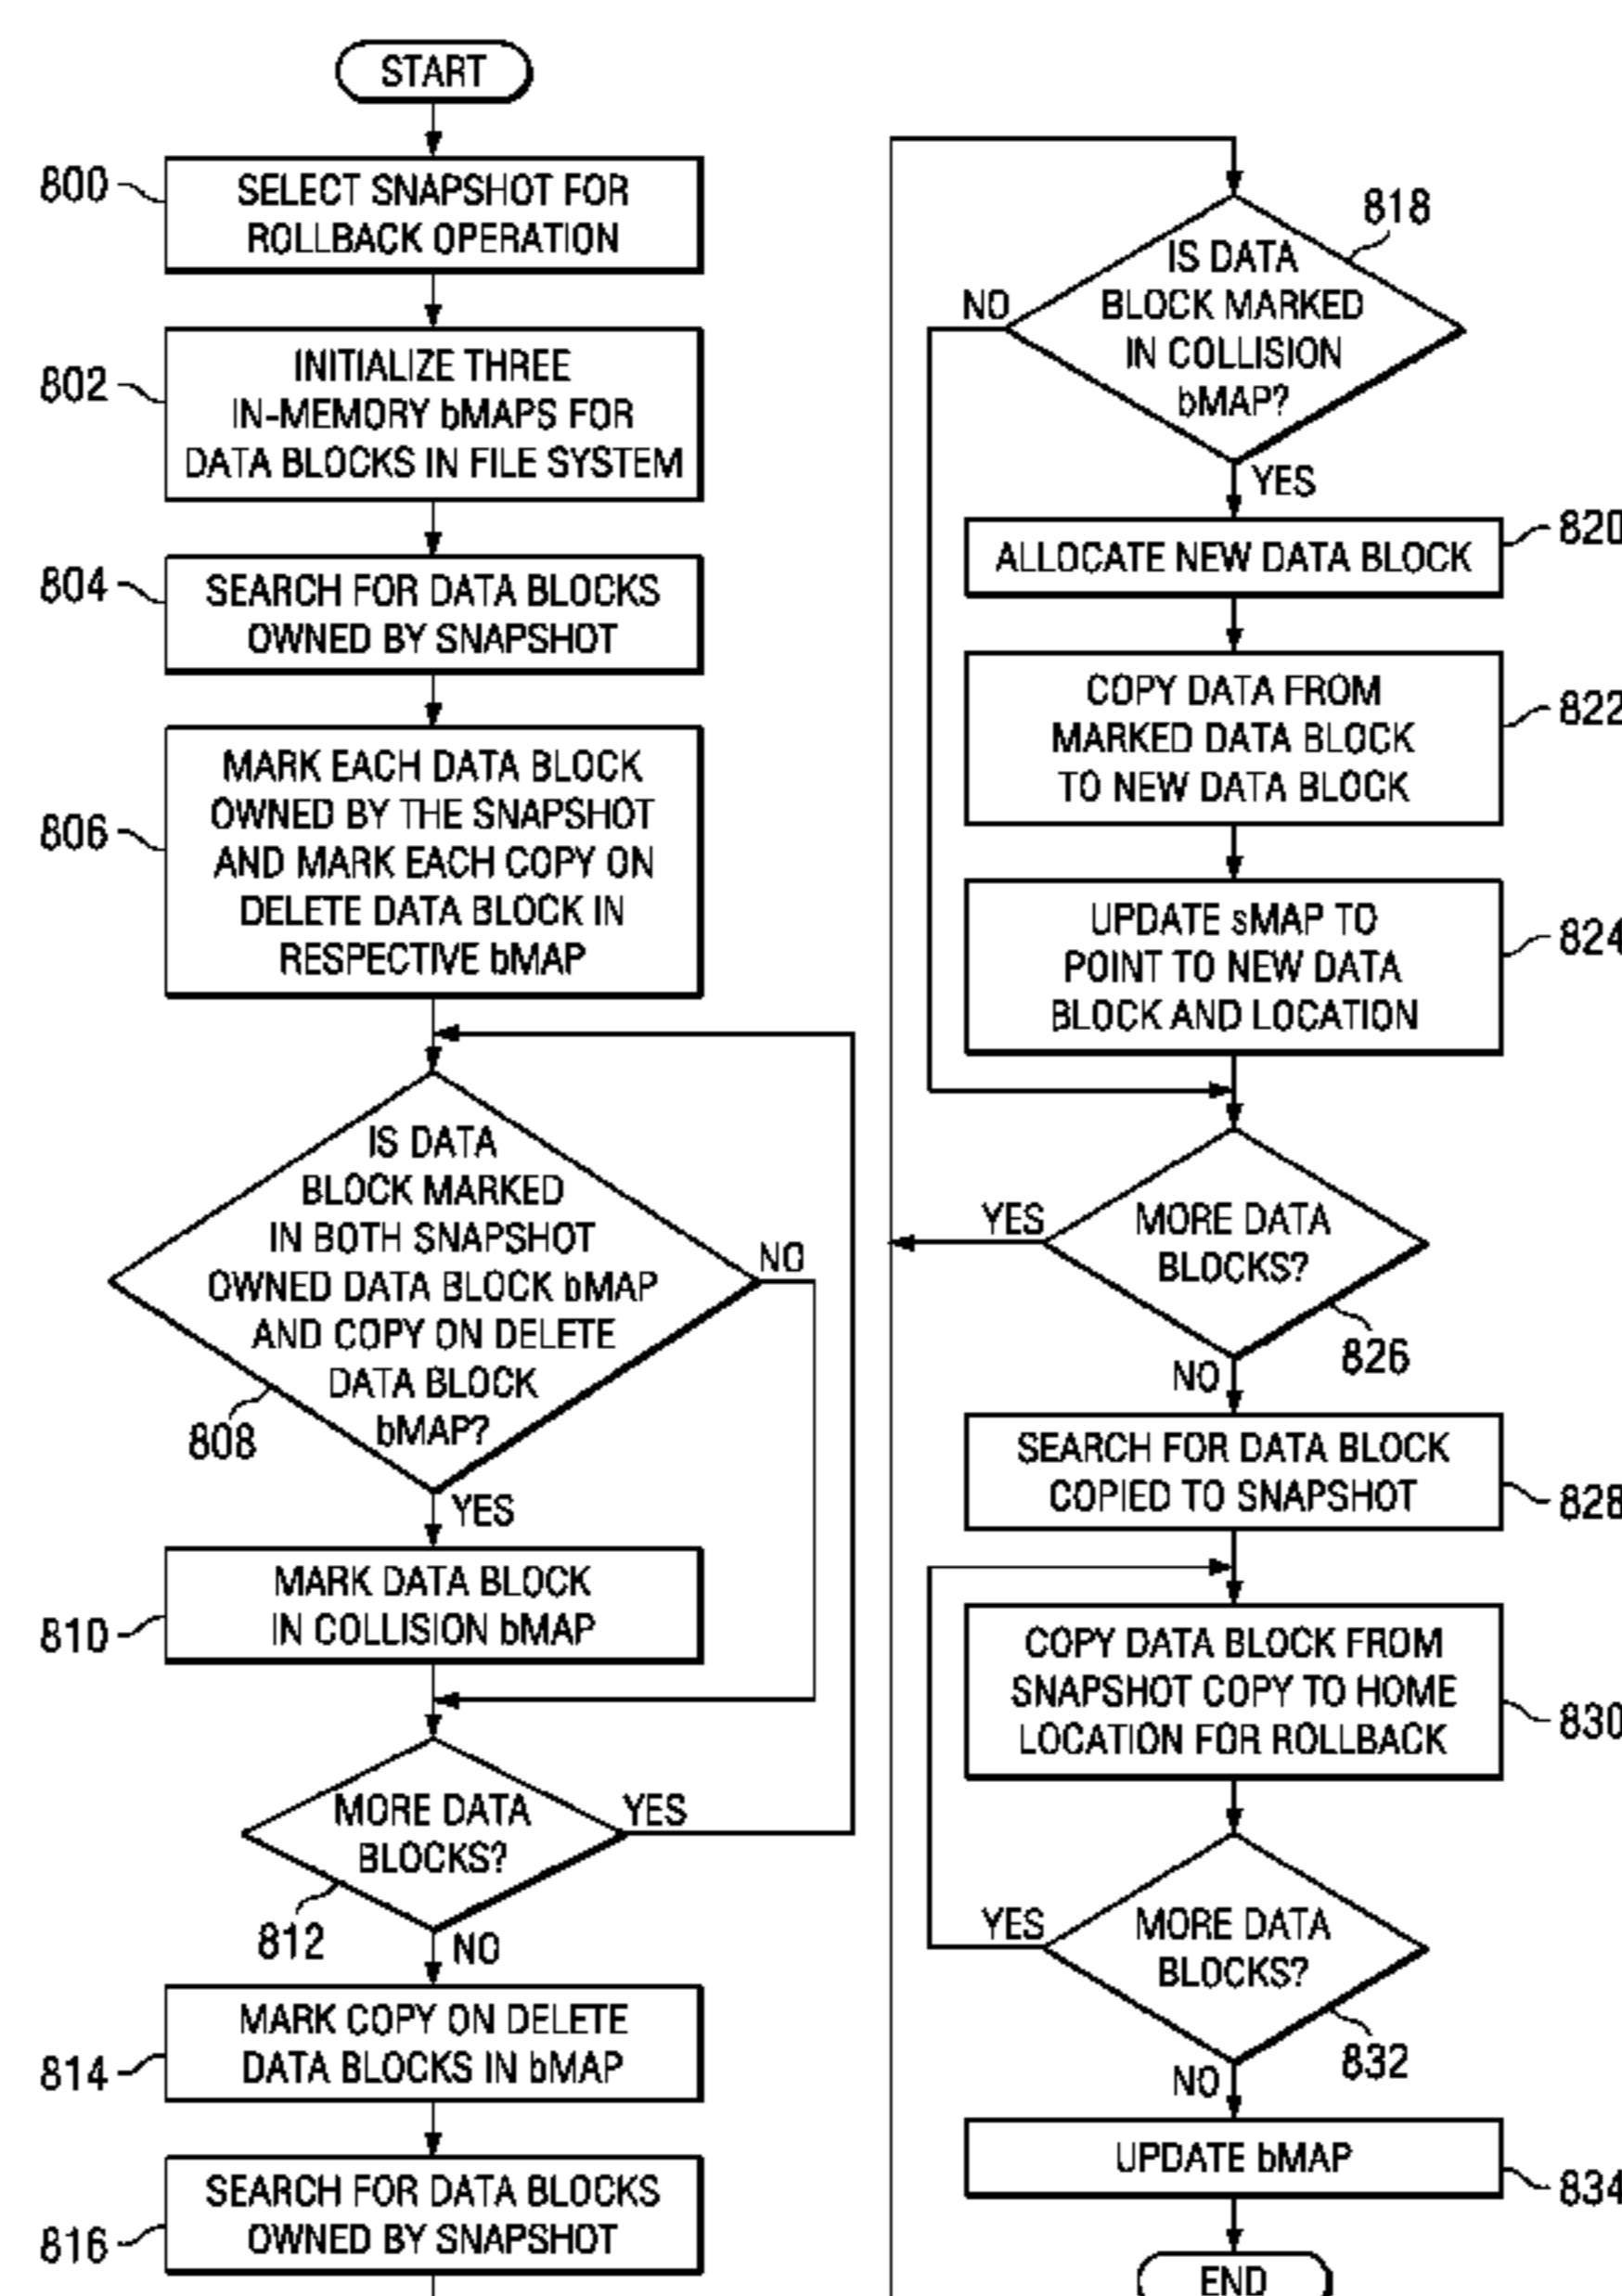 START
800
SELECT SNAPSHOT FOR
ROLLBACK OPERATION
802
INITIALIZE THREE
IN-MEMORY bMAPS FOR
DATA BLOCKS IN FILE SYSTEM
804
SEARCH FOR DATA BLOCKS
OWNED BY SNAPSHOT
806
MARK EACH DATA BLOCK
OWNED BY THE SNAPSHOT
AND MARK EACH COPY ON
DELETE DATA BLOCK IN
RESPECTIVE bMAP
IS DATA
BLOCK MARKED
IN BOTH SNAPSHOT
OWNED DATA BLOCK bMAP
AND COPY ON DELETE
DATA BLOCK
bMAP?
NO
808
YES
810
MARK DATA BLOCK
IN COLLISION bMAP
MORE DATA
BLOCKS?
YES
812
NO
814
MARK COPY ON DELETE
DATA BLOCKS IN bMAP
816
SEARCH FOR DATA BLOCKS
OWNED BY SNAPSHOT
818
IS DATA
BLOCK MARKED
IN COLLISION
bMAP?
NO
YES
ALLOCATE NEW DATA BLOCK
820
COPY DATA FROM
MARKED DATA BLOCK
TO NEW DATA BLOCK
822
UPDATE sMAP TO
POINT TO NEW DATA
BLOCK AND LOCATION
824
YES
MORE DATA
BLOCKS?
826
NO
SEARCH FOR DATA BLOCK
COPIED TO SNAPSHOT
828
COPY DATA BLOCK FROM
SNAPSHOT COPY TO HOME
LOCATION FOR ROLLBACK
830
YES
MORE DATA
BLOCKS?
832
NO
UPDATE bMAP
834
END